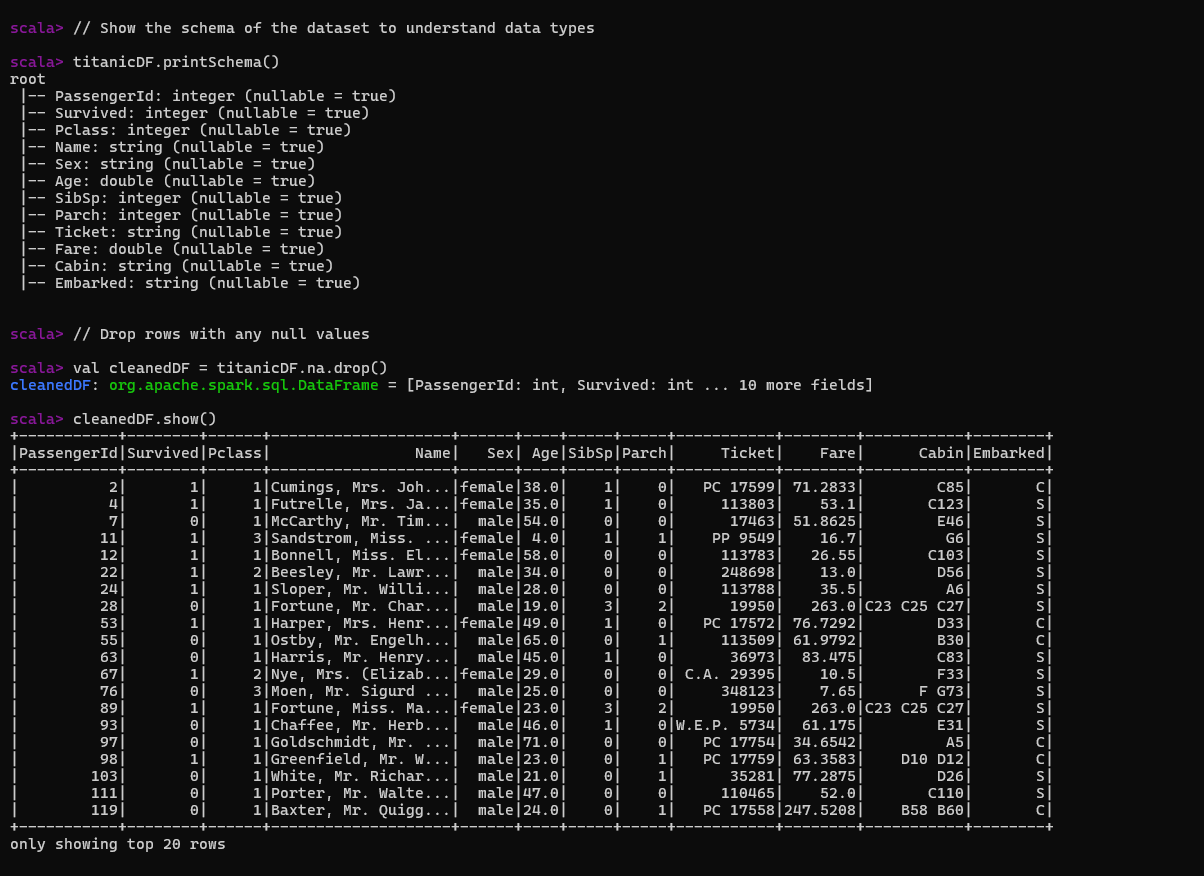 scala> // Show the schema of the dataset to understand data types
scala> titanicDF.printSchema()
root
 |-- PassengerId: integer (nullable = true)
 |-- Survived: integer (nullable = true)
 |-- Pclass: integer (nullable = true)
 |-- Name: string (nullable = true)
 |-- Sex: string (nullable = true)
 |-- Age: double (nullable = true)
 |-- SibSp: integer (nullable = true)
 |-- Parch: integer (nullable = true)
 |-- Ticket: string (nullable = true)
 |-- Fare: double (nullable = true)
 |-- Cabin: string (nullable = true)
 |-- Embarked: string (nullable = true)
scala> // Drop rows with any null values
scala> val cleanedDF = titanicDF.na.drop()
cleanedDF: org.apache.spark.sql.DataFrame = [PassengerId: int, Survived: int ... 10 more fields]
scala> cleanedDF.show()
+-----------+--------+------+--------------------+------+----+-----+-----+-----------+--------+-----------+--------+
|PassengerId|Survived|Pclass|                Name|   Sex| Age|SibSp|Parch|     Ticket|    Fare|      Cabin|Embarked|
+-----------+--------+------+--------------------+------+----+-----+-----+-----------+--------+-----------+--------+
|          2|       1|     1|Cumings, Mrs. Joh...|female|38.0|    1|    0|   PC 17599| 71.2833|        C85|       C|
|          4|       1|     1|Futrelle, Mrs. Ja...|female|35.0|    1|    0|     113803|    53.1|       C123|       S|
|          7|       0|     1|McCarthy, Mr. Tim...|  male|54.0|    0|    0|      17463| 51.8625|        E46|       S|
|         11|       1|     3|Sandstrom, Miss. ...|female| 4.0|    1|    1|    PP 9549|    16.7|         G6|       S|
|         12|       1|     1|Bonnell, Miss. El...|female|58.0|    0|    0|     113783|   26.55|       C103|       S|
|         22|       1|     2|Beesley, Mr. Lawr...|  male|34.0|    0|    0|     248698|    13.0|        D56|       S|
|         24|       1|     1|Sloper, Mr. Willi...|  male|28.0|    0|    0|     113788|    35.5|         A6|       S|
|         28|       0|     1|Fortune, Mr. Char...|  male|19.0|    3|    2|      19950|   263.0|C23 C25 C27|       S|
|         53|       1|     1|Harper, Mrs. Henr...|female|49.0|    1|    0|   PC 17572| 76.7292|        D33|       C|
|         55|       0|     1|Ostby, Mr. Engelh...|  male|65.0|    0|    1|     113509| 61.9792|        B30|       C|
|         63|       0|     1|Harris, Mr. Henry...|  male|45.0|    1|    0|      36973|  83.475|        C83|       S|
|         67|       1|     2|Nye, Mrs. (Elizab...|female|29.0|    0|    0| C.A. 29395|    10.5|        F33|       S|
|         76|       0|     3|Moen, Mr. Sigurd ...|  male|25.0|    0|    0|     348123|    7.65|      F G73|       S|
|         89|       1|     1|Fortune, Miss. Ma...|female|23.0|    3|    2|      19950|   263.0|C23 C25 C27|       S|
|         93|       0|     1|Chaffee, Mr. Herb...|  male|46.0|    1|    0|W.E.P. 5734|  61.175|        E31|       S|
|         97|       0|     1|Goldschmidt, Mr. ...|  male|71.0|    0|    0|   PC 17754| 34.6542|         A5|       C|
|         98|       1|     1|Greenfield, Mr. W...|  male|23.0|    0|    1|   PC 17759| 63.3583|    D10 D12|       C|
|        103|       0|     1|White, Mr. Richar...|  male|21.0|    0|    1|      35281| 77.2875|        D26|       S|
|        111|       0|     1|Porter, Mr. Walte...|  male|47.0|    0|    0|     110465|    52.0|       C110|       S|
|        119|       0|     1|Baxter, Mr. Quigg...|  male|24.0|    0|    1|   PC 17558|247.5208|    B58 B60|       C|
+-----------+--------+------+--------------------+------+----+-----+-----+-----------+--------+-----------+--------+
only showing top 20 rows